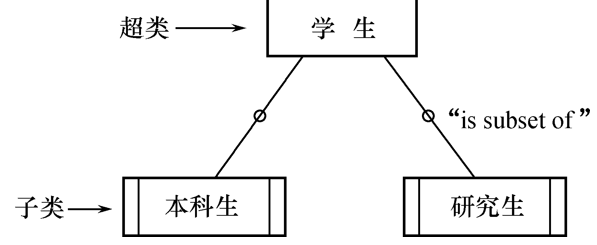 超类
学生
“is subset of”
子类
本科生
研究生